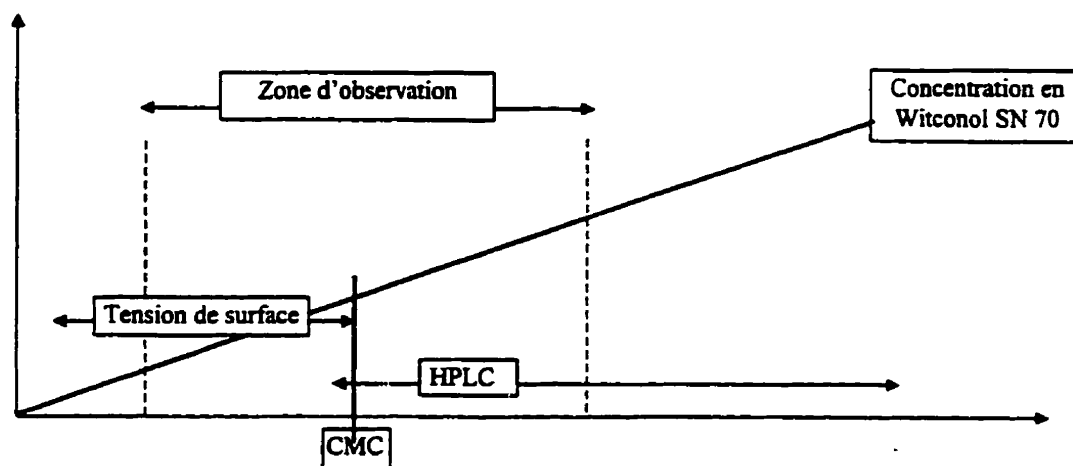 Zone d'observation
Concentration en
Witconol SN 70
Tension de surface
HPLC
CMC